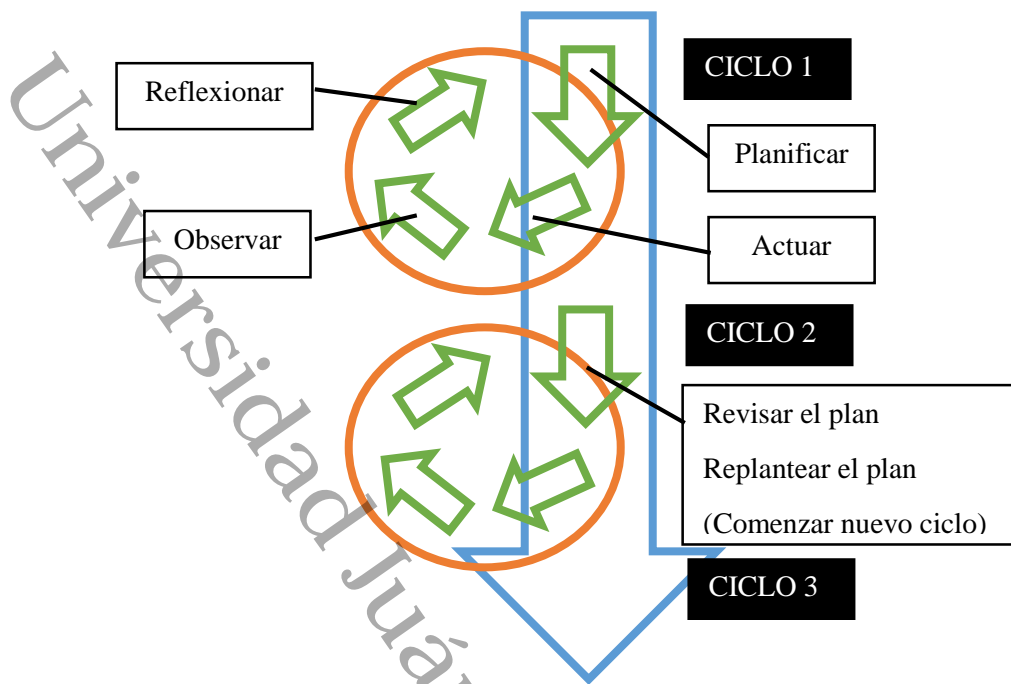 CICLO 1
Reflexionar
Planificar
Observar
Actuar
CICLO 2
Revisar el plan
Replantear el plan
(Comenzar nuevo ciclo)
CICLO 3
Universidad Juá